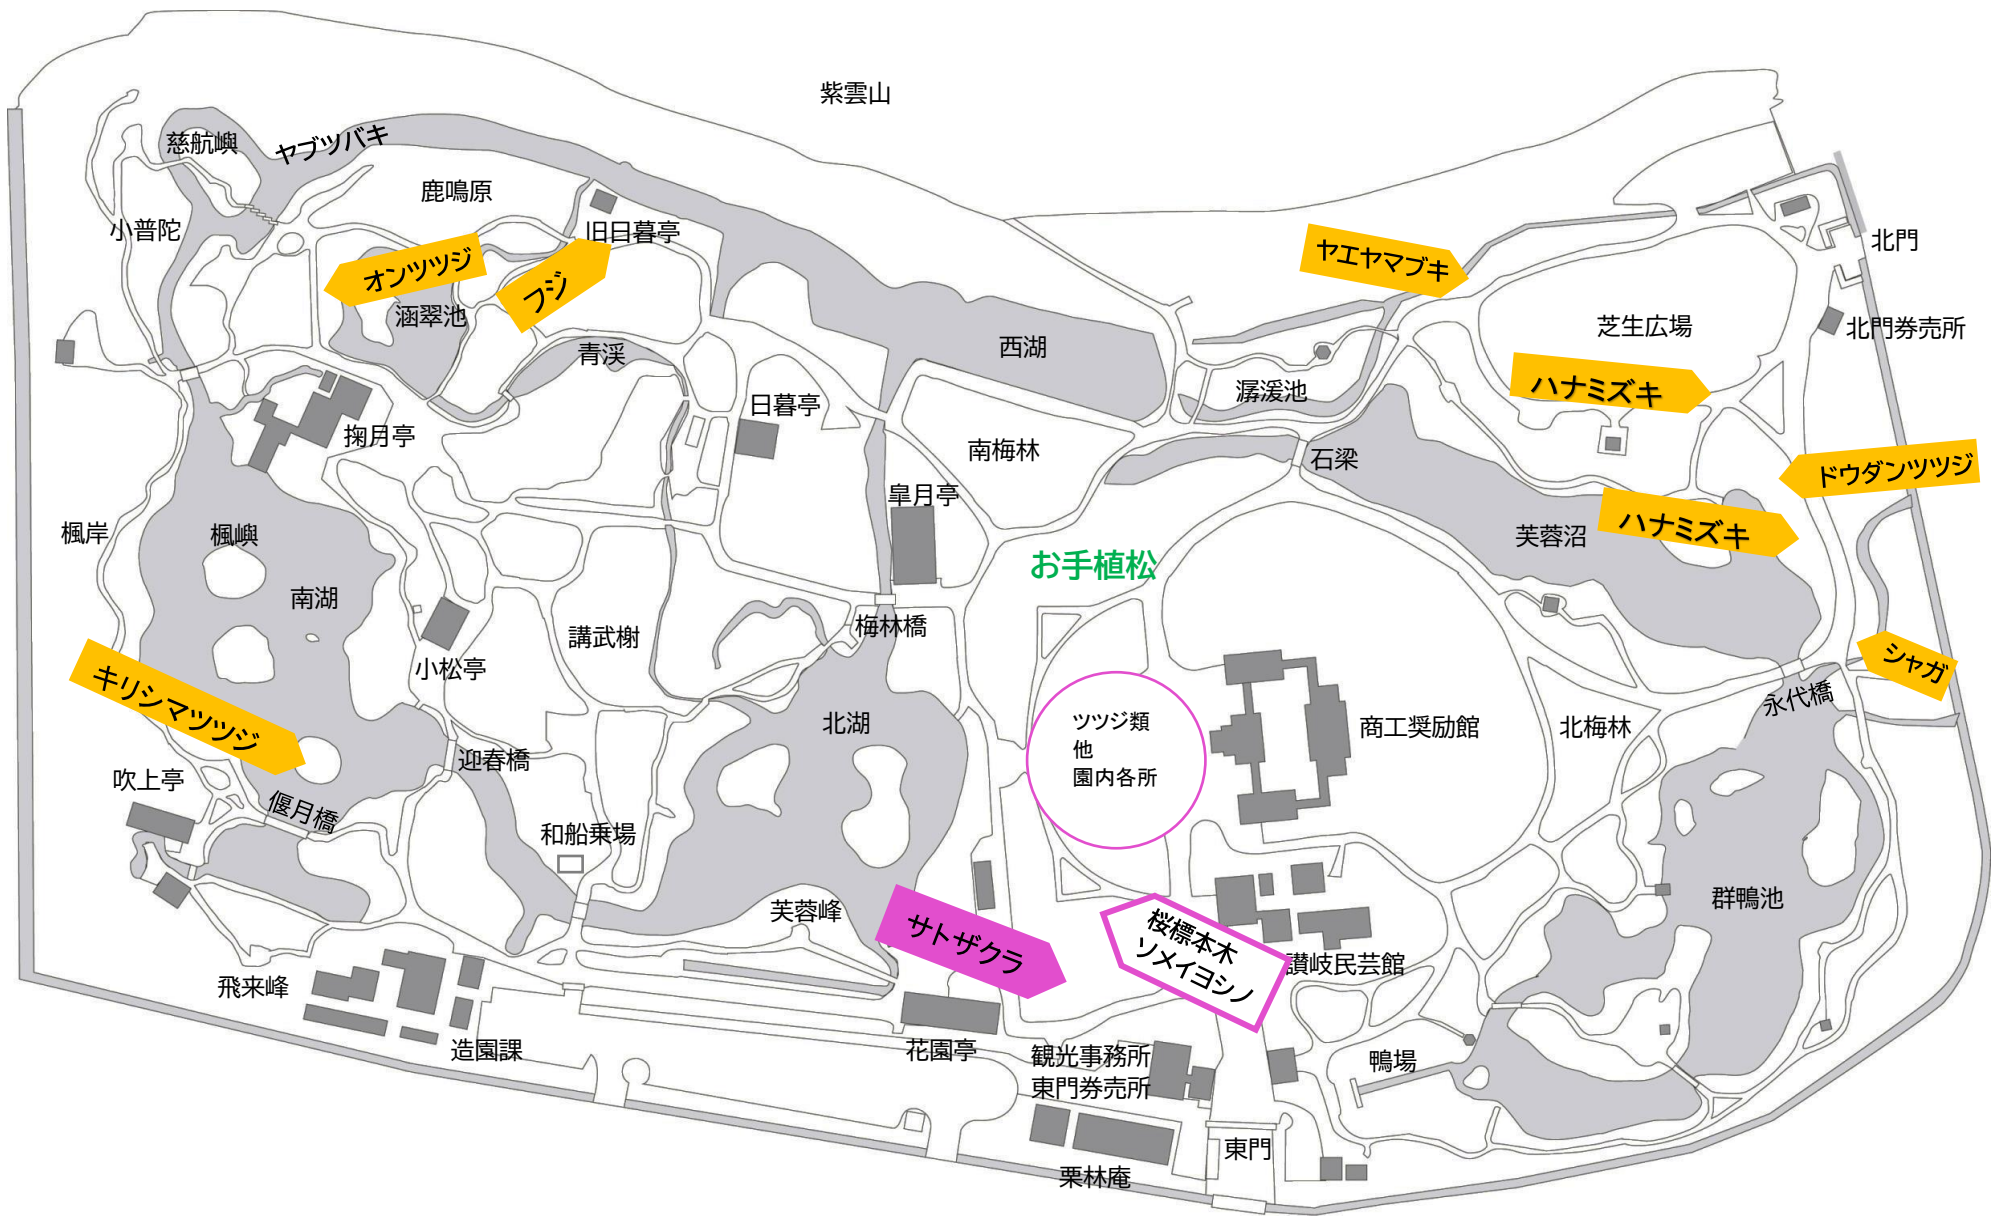 紫雲山
慈航嶼
ヤブツバキ
鹿鳴原
小普陀
旧日暮亭
オンツツジ
フジ
涵翠池
青渓
ヤエヤマブキ
北門
芝生広場
北門券売所
西湖
潺湲池
ハナミズキ
日暮亭
掬月亭
南梅林
石梁
ドウダンツツジ
皐月亭
楓岸
楓嶼
芙蓉沼
ハナミズキ
お手植松
南湖
講武榭
梅林橋
小松亭
シャガ
キリシマツツジ
永代橋
北湖
ツツジ類
他
園内各所
商工奨励館
北梅林
迎春橋
吹上亭
偃月橋
和船乗場
芙蓉峰
サトザクラ
桜標本木
ソメイヨシノ
群鴨池
讃岐民芸館
飛来峰
造園課
花園亭
観光事務所
東門券売所
鴨場
東門
栗林庵